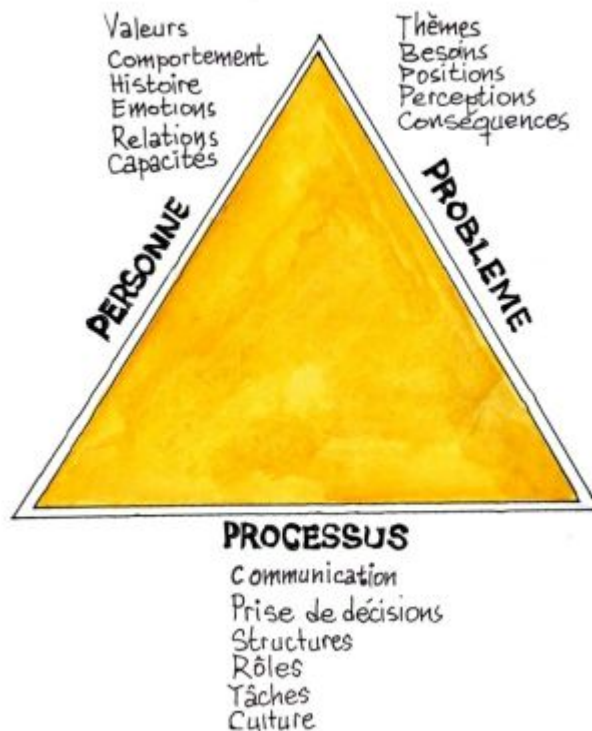 Valeurs
Comportement
Histoire
Emotions
Relations
Capacités
PERSONNE
Thèmes
Besoins
Positions
Perceptions
Conséquences
PROBLEME
PROCESSUS
Communication
Prise de décisions
Structures
Rôles
Tâches
Culture